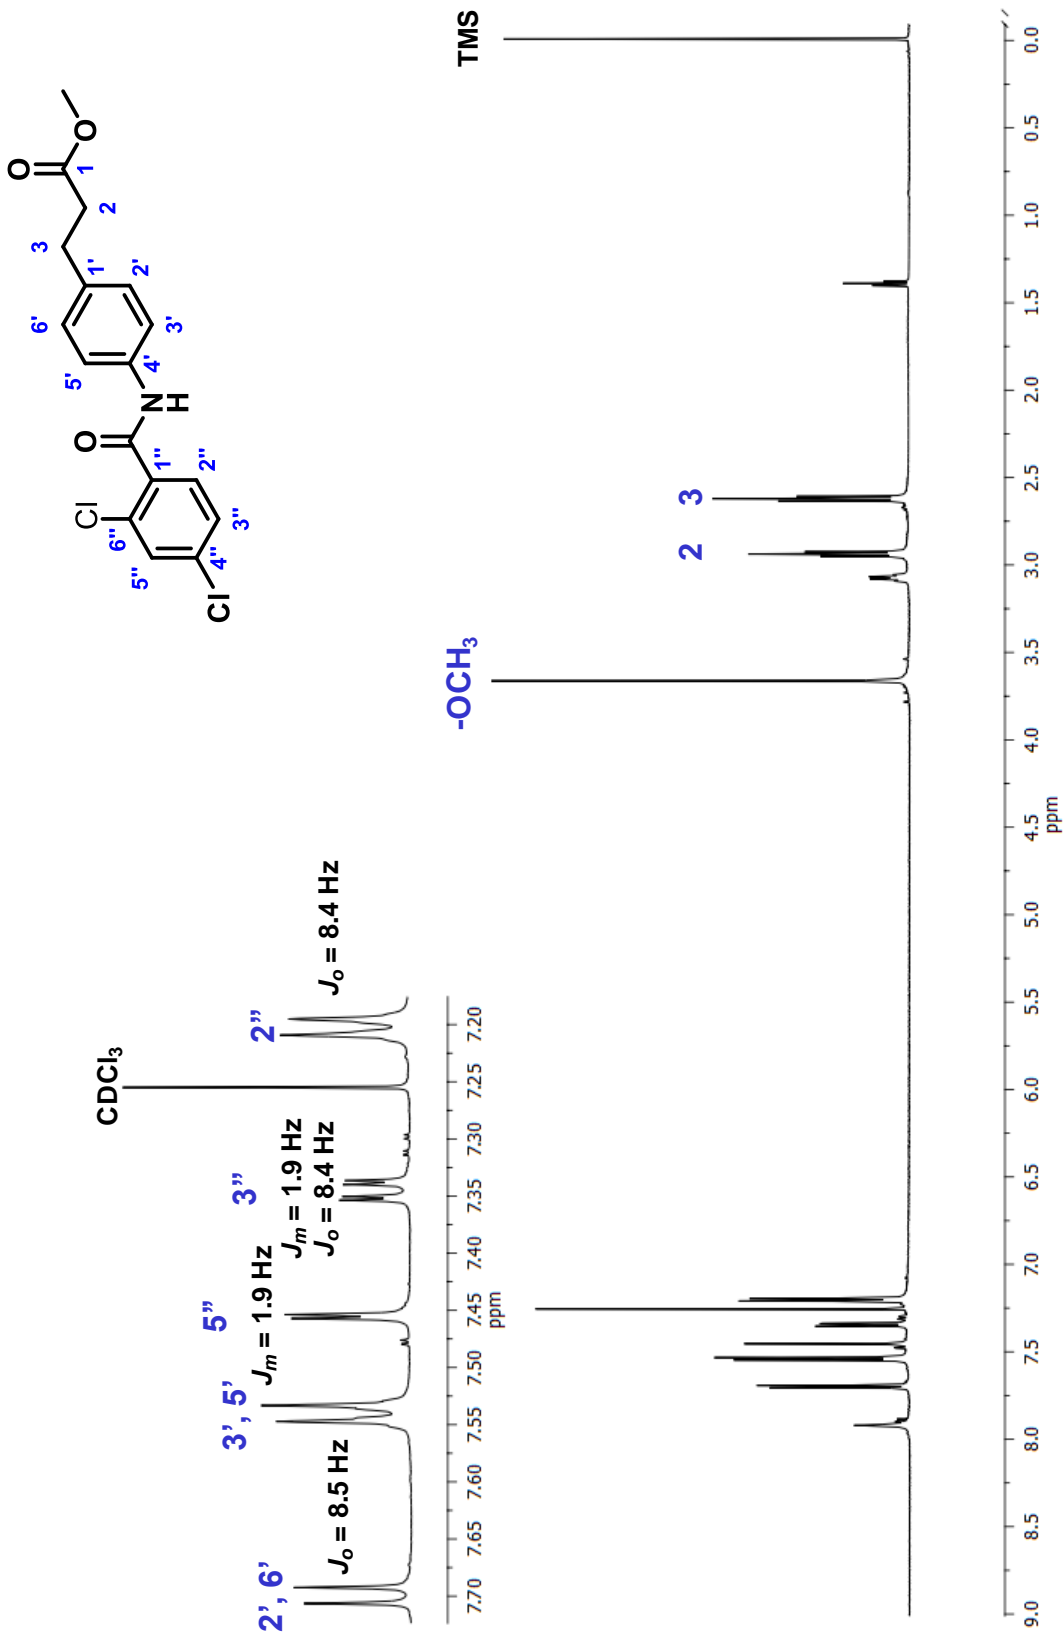 O
O
1
2
3
1'
2'
6'
3'
5'
4'
N
H
O
1''
2''
Cl
6''
3''
5''
4''
Cl
CDCl3
2', 6'
3', 5'
5''
3''
2''
Jo = 8.5 Hz
Jm = 1.9 Hz
Jm = 1.9 Hz
Jo = 8.4 Hz
Jo = 8.4 Hz
7.70 7.65 7.60 7.55 7.50 7.45 7.40 7.35 7.30 7.25 7.20
ppm
-OCH3
TMS
2
3
9.0 8.5 8.0 7.5 7.0 6.5 6.0 5.5 5.0 4.5 4.0 3.5 3.0 2.5 2.0 1.5 1.0 0.5 0.0
ppm